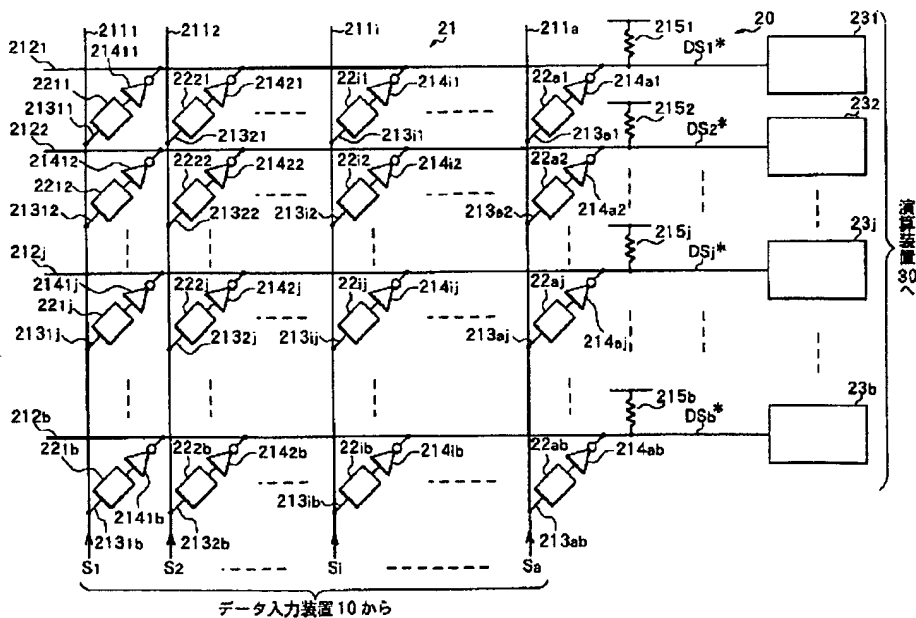 2111 2112 211i 211a 21 2151 20 231
2121 21411 DS1*
2211 2221 21421 22i1 214i1 22a1 214a1
21311 21321 213i1 213a1 2152 232
2122 DS2*
21412 2222 21422 22i2 214i2 22a2
2212 214a2
21312 21322 213i2 213a2
212j 215j DSj* 23j
2141j 222j 2142j 22ij 214ij 22aj
221j 214aj
2131j 2132j 213ij 213aj
212b 215b DSb* 23b
221b 222b 2142b 22ib 214ib 22ab 214ab
2141b 213ib
2131b 2132b 213ab
S1 S2 Si Sa
データ入力装置10から
演算装置30へ